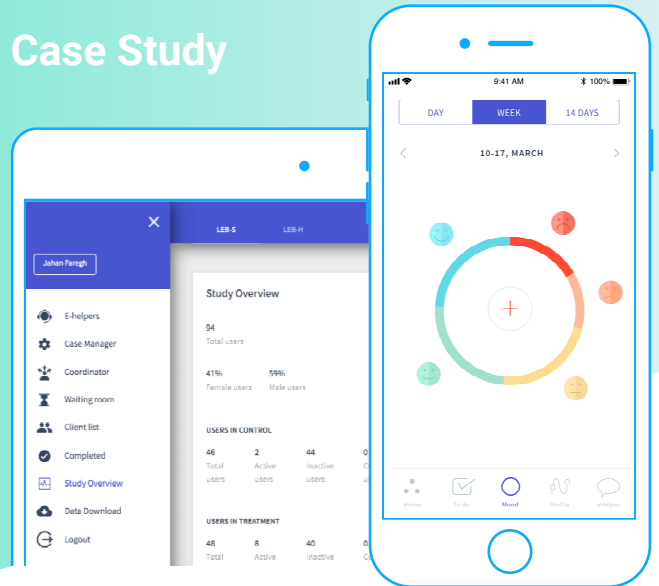 Case Study
9:41 AM
100%
DAY WEEK 14 DAYS
10-17, MARCH
Home To-do Mood Profile eHelper
LEB-S LEB-H
Jahan Faregh
E-helpers
Case Manager
Coordinator
Waiting room
Client list
Completed
Study Overview
Data Download
Logout
Study Overview
94
Total users
41% 59%
Female users Male users
USERS IN CONTROL
46 2 44 0
Total Active Inactive
users users users
USERS IN TREATMENT
48 8 40 0
Total Active Inactive